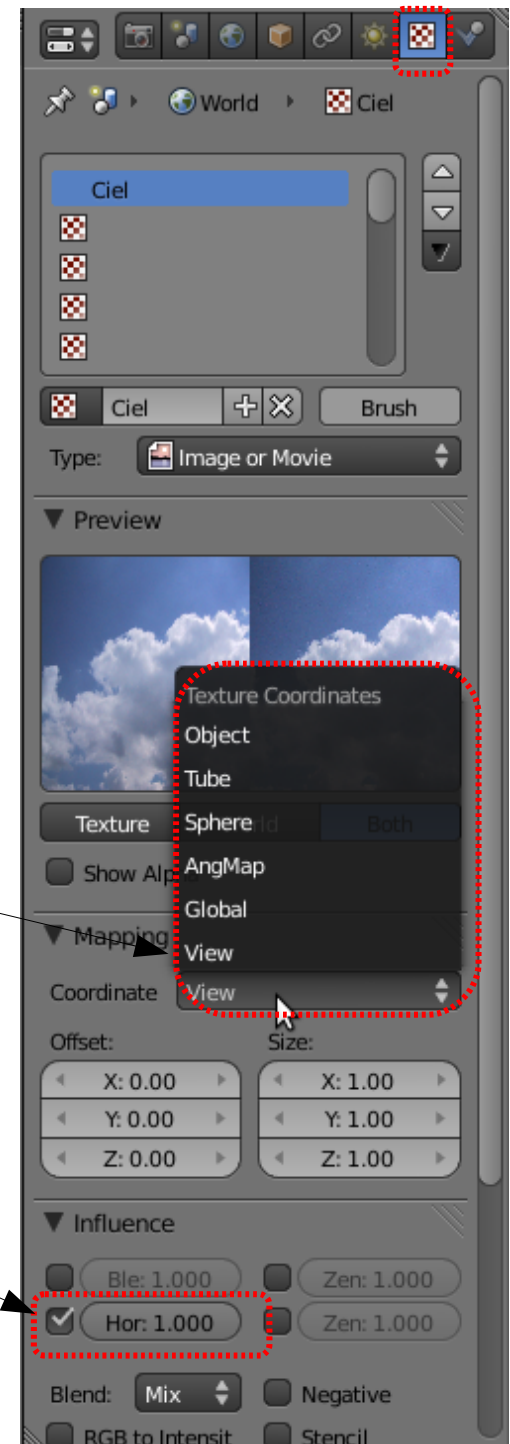 World Ciel
Ciel
Ciel Brush
Type: Image or Movie
Preview
Texture Coordinates
Object
Tube
Texture Sphere Both
AngMap
Show Alp
Global
Mapping
View
Coordinate View
Offset: Size:
X: 0.00 X: 1.00
Y: 0.00 Y: 1.00
Z: 0.00 Z: 1.00
Influence
Ble: 1.000 Zen: 1.000
Hor: 1.000 Zen: 1.000
Blend: Mix Negative
RGB to Intensit Stencil